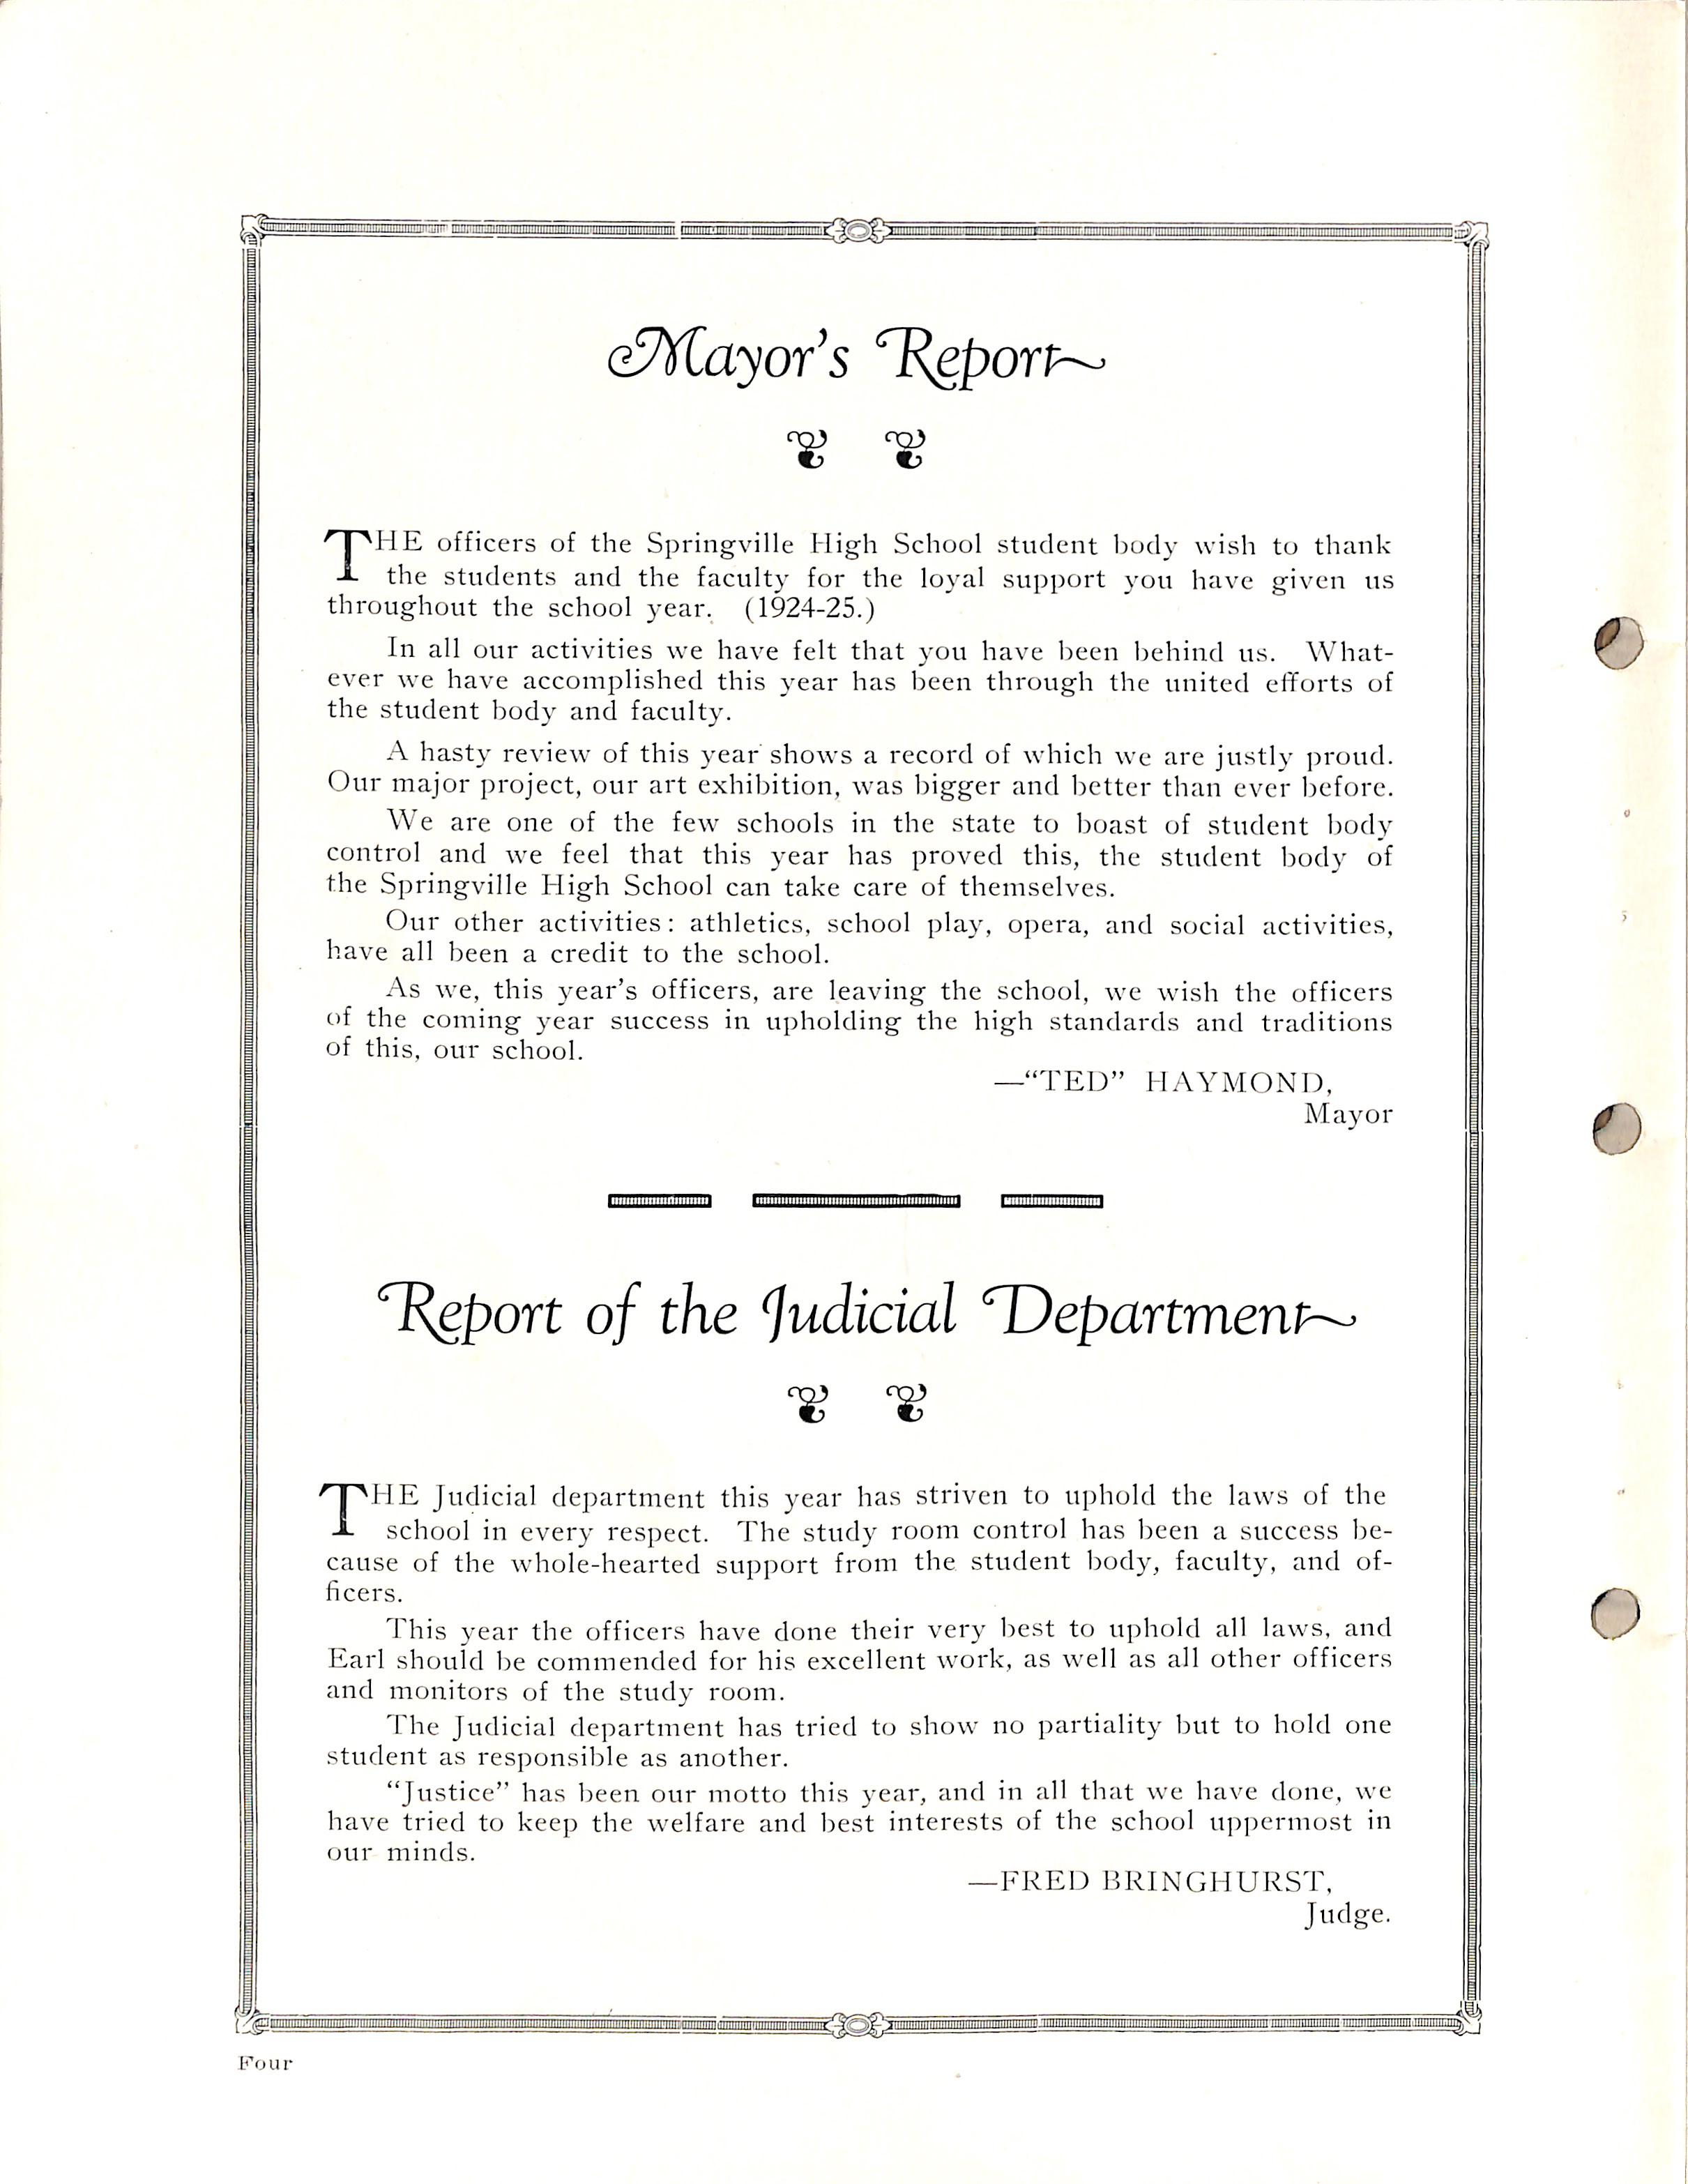 Mayor's Report
THE officers of the Springville High School student body wish to thank
the students and the faculty for the loyal support you have given us
throughout the school year. (1924-25.)
In all our activities we have felt that you have been behind us. What-
ever we have accomplished this year has been through the united efforts of
the student body and faculty.
A hasty review of this year shows a record of which we are justly proud.
Our major project, our art exhibition, was bigger and better than ever before.
We are one of the few schools in the state to boast of student body
control and we feel that this year has proved this, the student body of
the Springville High School can take care of themselves.
Our other activities: athletics, school play, opera, and social activities,
have all been a credit to the school.
As we, this year's officers, are leaving the school, we wish the officers
of the coming year success in upholding the high standards and traditions
of this, our school.
—"TED" HAYMOND,
Mayor
Report of the Judicial Department
THE Judicial department this year has striven to uphold the laws of the
school in every respect. The study room control has been a success be-
cause of the whole-hearted support from the student body, faculty, and of-
ficers.
This year the officers have done their very best to uphold all laws, and
Earl should be commended for his excellent work, as well as all other officers
and monitors of the study room.
The Judicial department has tried to show no partiality but to hold one
student as responsible as another.
"Justice" has been our motto this year, and in all that we have done, we
have tried to keep the welfare and best interests of the school uppermost in
our minds.
—FRED BRINGHURST,
Judge.
Four